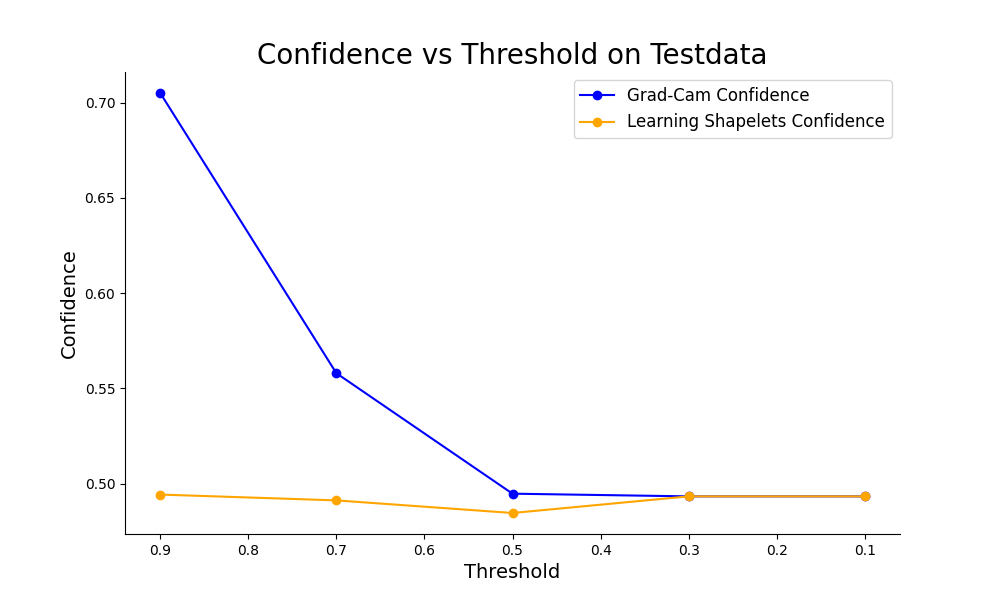 Confidence vs Threshold on Testdata
Grad-Cam Confidence
Learning Shapelets Confidence
Confidence
0.70
0.65
0.60
0.55
0.50
0.9 0.8 0.7 0.6 0.5 0.4 0.3 0.2 0.1
Threshold